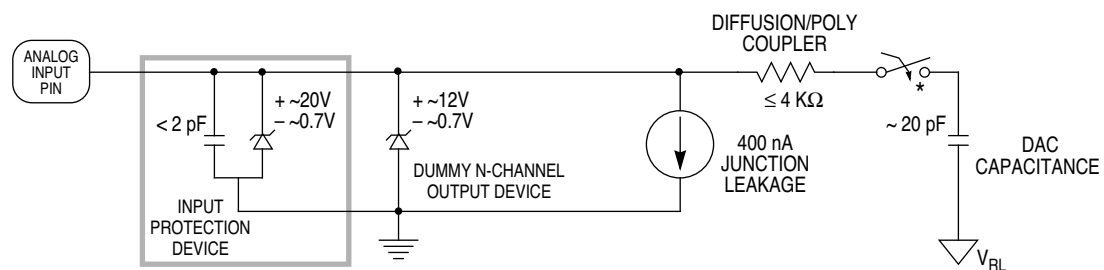 ANALOG
INPUT
PIN
< 2 pF
+ ~20V
– ~0.7V
INPUT
PROTECTION
DEVICE
+ ~12V
– ~0.7V
DUMMY N-CHANNEL
OUTPUT DEVICE
400 nA
JUNCTION
LEAKAGE
DIFFUSION/POLY
COUPLER
≤ 4 KΩ
*
~ 20 pF
DAC
CAPACITANCE
VRL